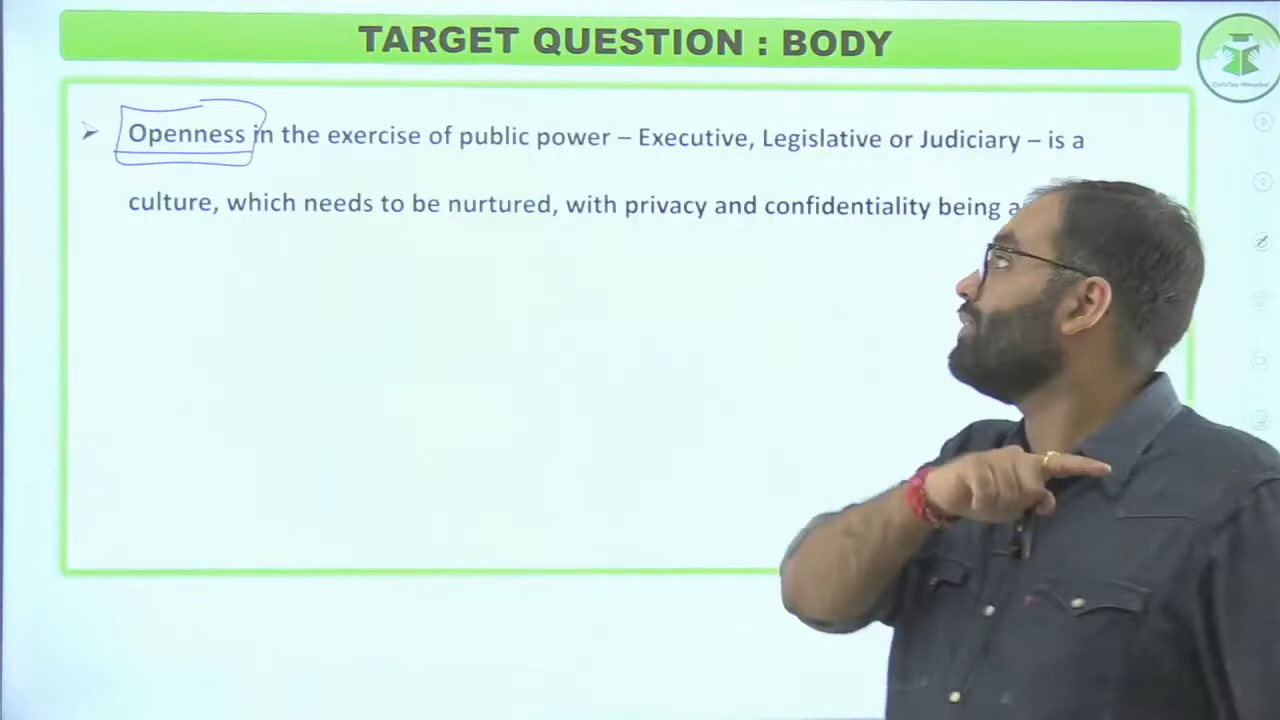 TARGET QUESTION : BODY
Openness in the exercise of public power – Executive, Legislative or Judiciary – is a
culture, which needs to be nurtured, with privacy and confidentiality being